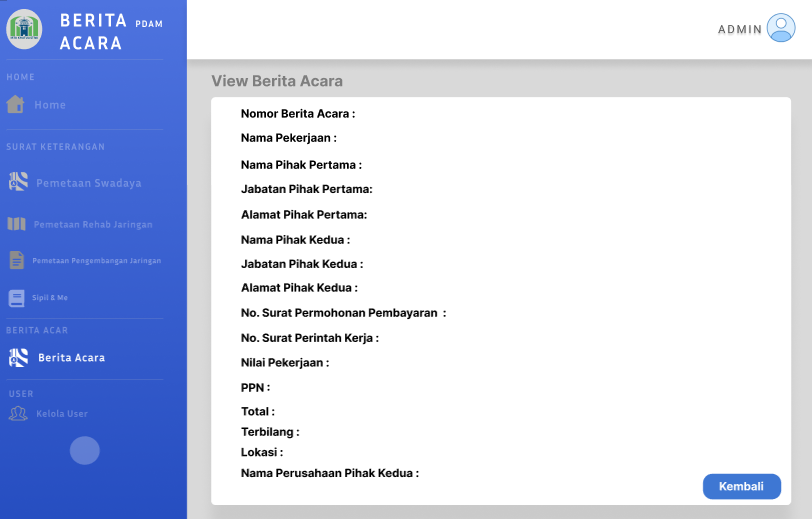 BERITA PDAM
ACARA
ADMIN
HOME
Home
SURAT KETERANGAN
Pemetaan Swadaya
Pemetaan Rehab Jaringan
Pemetaan Pengembangan Jaringan
Sipil & Me
BERITA ACAR
Berita Acara
USER
Kelola User
View Berita Acara
Nomor Berita Acara :
Nama Pekerjaan :
Nama Pihak Pertama :
Jabatan Pihak Pertama:
Alamat Pihak Pertama:
Nama Pihak Kedua :
Jabatan Pihak Kedua :
Alamat Pihak Kedua :
No. Surat Permohonan Pembayaran :
No. Surat Perintah Kerja :
Nilai Pekerjaan :
PPN :
Total :
Terbilang :
Lokasi :
Nama Perusahaan Pihak Kedua :
Kembali